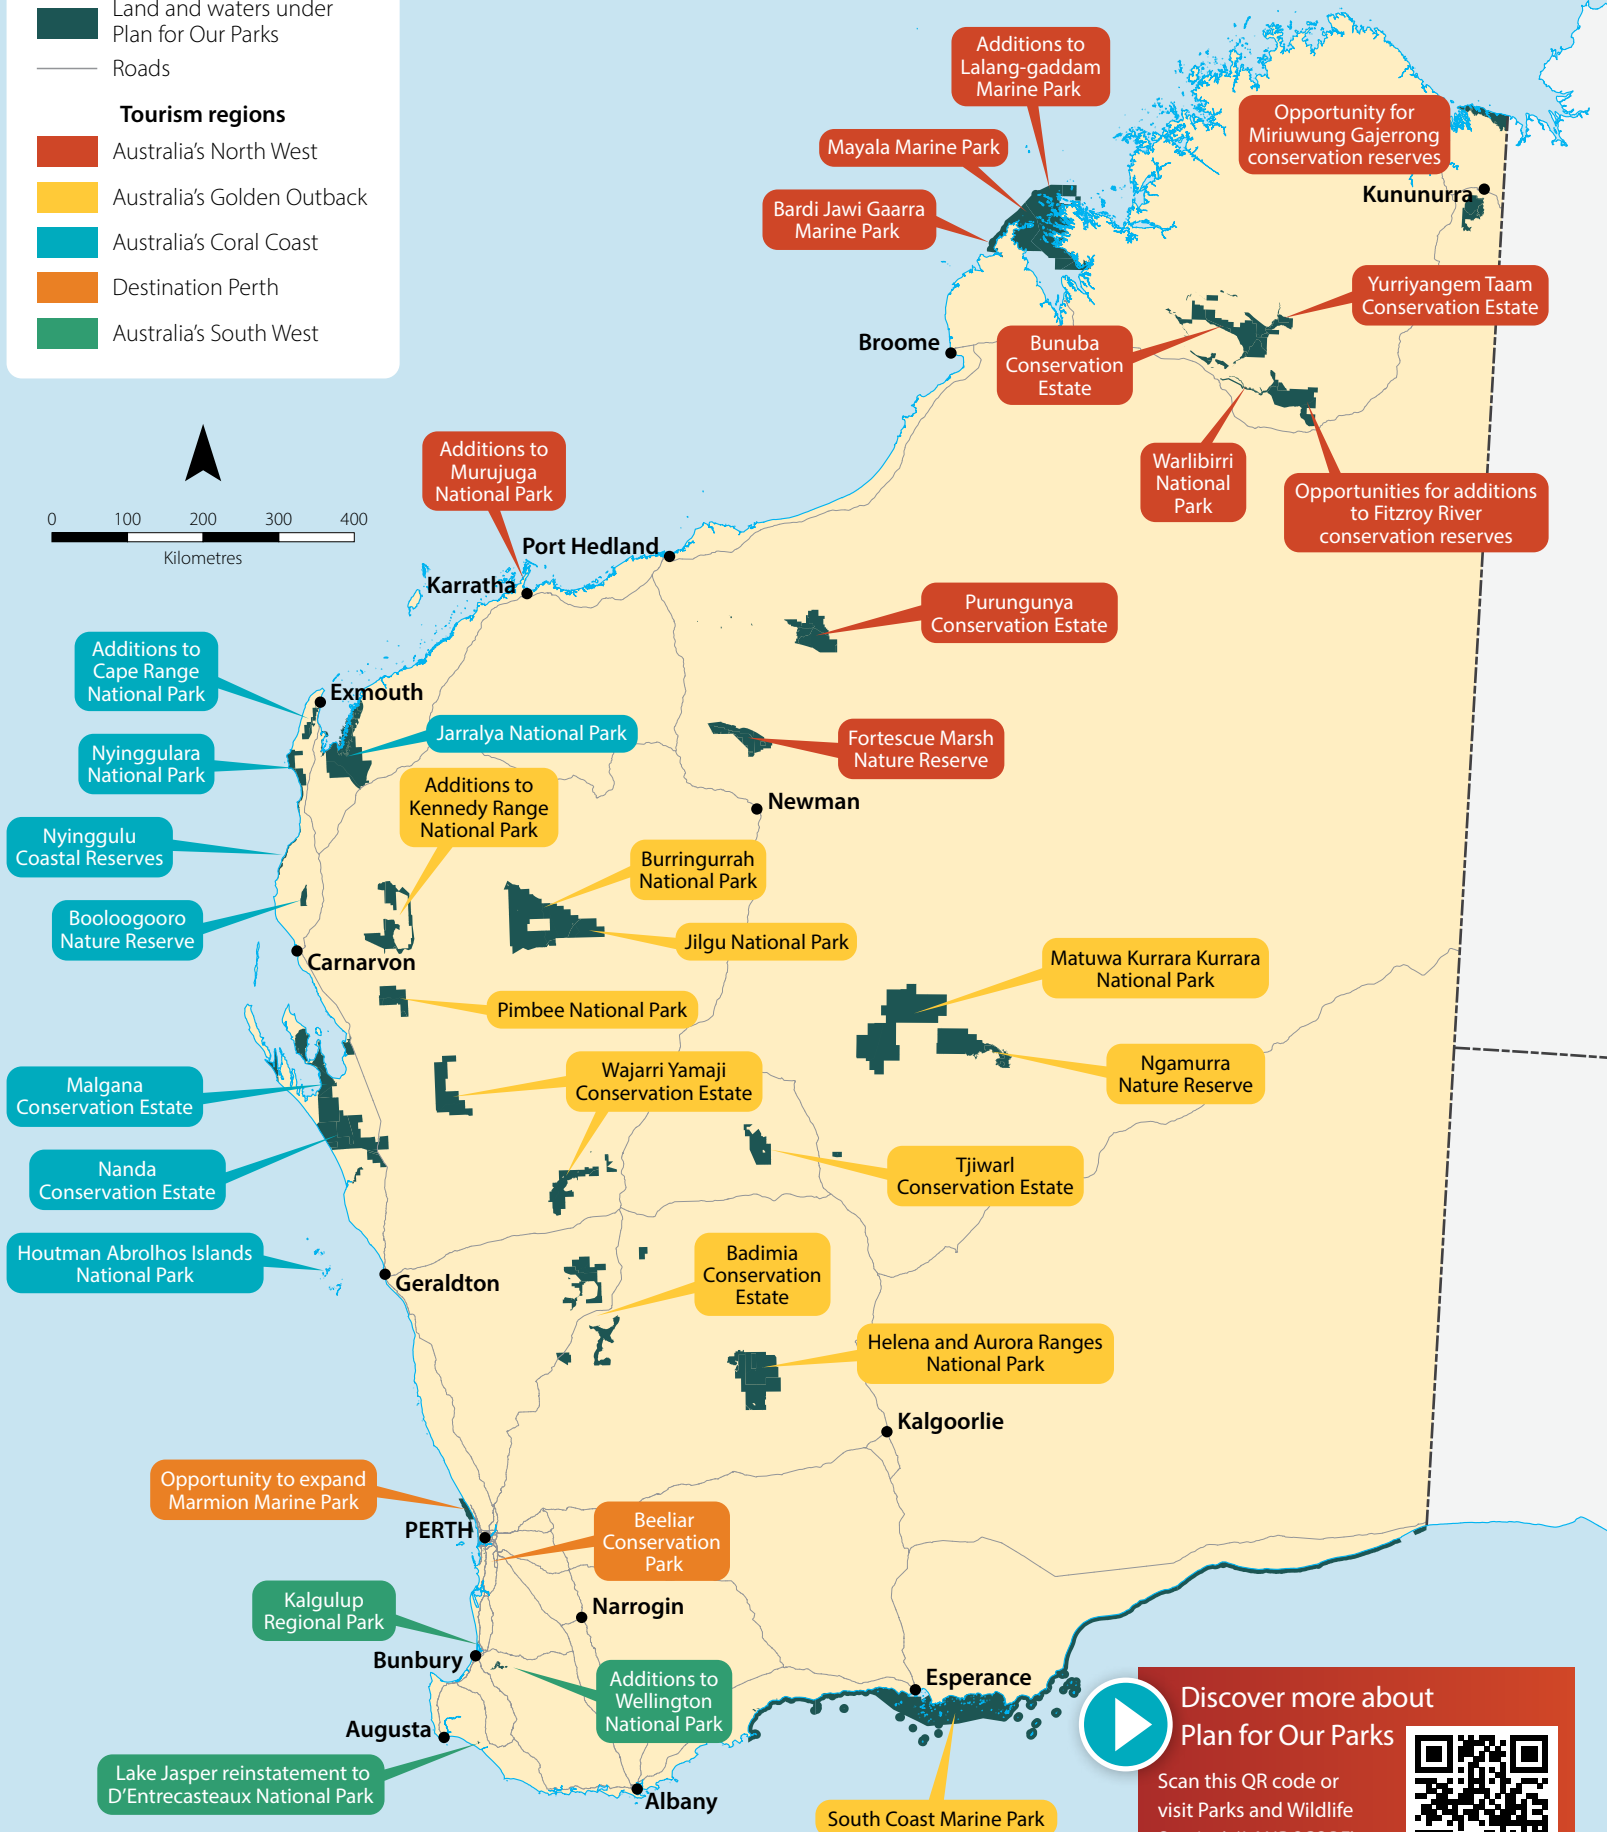 Land and waters under
Plan for Our Parks
Roads
Tourism regions
Australia's North West
Australia's Golden Outback
Australia's Coral Coast
Destination Perth
Australia's South West
0 100 200 300 400
Kilometres
Additions to
Lalang-gaddam
Marine Park
Mayala Marine Park
Bardi Jawi Gaarra
Marine Park
Opportunity for
Miriuwung Gajerrong
conservation reserves
Kununurra
Yurriyangem Taam
Conservation Estate
Broome
Bunuba
Conservation
Estate
Warlibirri
National
Park
Opportunities for additions
to Fitzroy River
conservation reserves
Additions to
Murujuga
National Park
Port Hedland
Karratha
Purungunya
Conservation Estate
Additions to
Cape Range
National Park
Exmouth
Jarralya National Park
Nyinggulara
National Park
Fortescue Marsh
Nature Reserve
Additions to
Kennedy Range
National Park
Newman
Nyinggulu
Coastal Reserves
Burringurrah
National Park
Booloogooro
Nature Reserve
Jilgu National Park
Carnarvon
Matuwa Kurrara Kurrara
National Park
Pimbee National Park
Ngamurra
Nature Reserve
Wajarri Yamaji
Conservation Estate
Malgana
Conservation Estate
Nanda
Conservation Estate
Tjiwarl
Conservation Estate
Houtman Abrolhos Islands
National Park
Geraldton
Badimia
Conservation
Estate
Helena and Aurora Ranges
National Park
Kalgoorlie
Opportunity to expand
Marmion Marine Park
PERTH
Beeliar
Conservation
Park
Kalgulup
Regional Park
Narrogin
Bunbury
Additions to
Wellington
National Park
Esperance
Augusta
Lake Jasper reinstatement to
D'Entrecasteaux National Park
Albany
South Coast Marine Park
Discover more about
Plan for Our Parks
Scan this QR code or
visit Parks and Wildlife